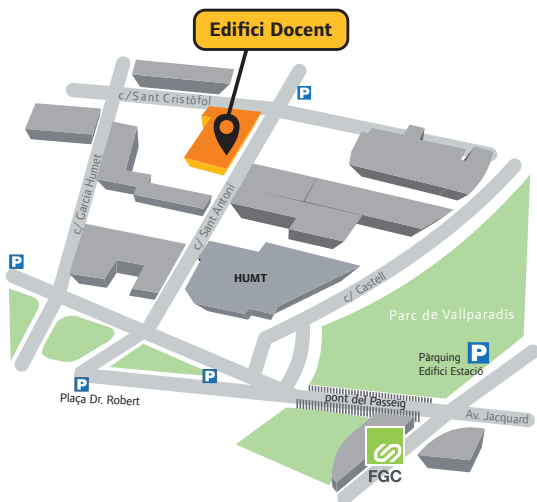 Edifici Docent
P
c/Sant Cristòfol
c/ Garcia Humet
c/ Sant Antoni
P
HUMT
c/ Castell
Parc de Vallparadís
Pàrquing
Edifici Estació
P
P
P
Plaça Dr. Robert
pont del Passeig
Av. Jacquard
FGC